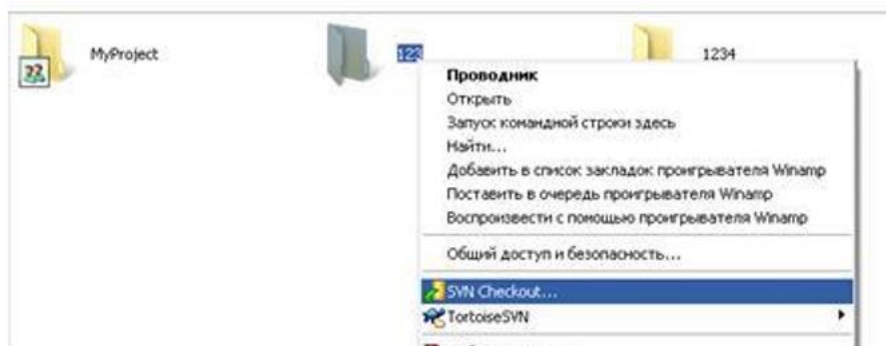 MyProject
123
1234
Проводник
Открыть
Запуск командной строки здесь
Найти...
Добавить в список закладок проигрывателя Winamp
Поставить в очередь проигрывателя Winamp
Воспроизвести с помощью проигрывателя Winamp
Общий доступ и безопасность...
SVN Checkout...
TortoiseSVN